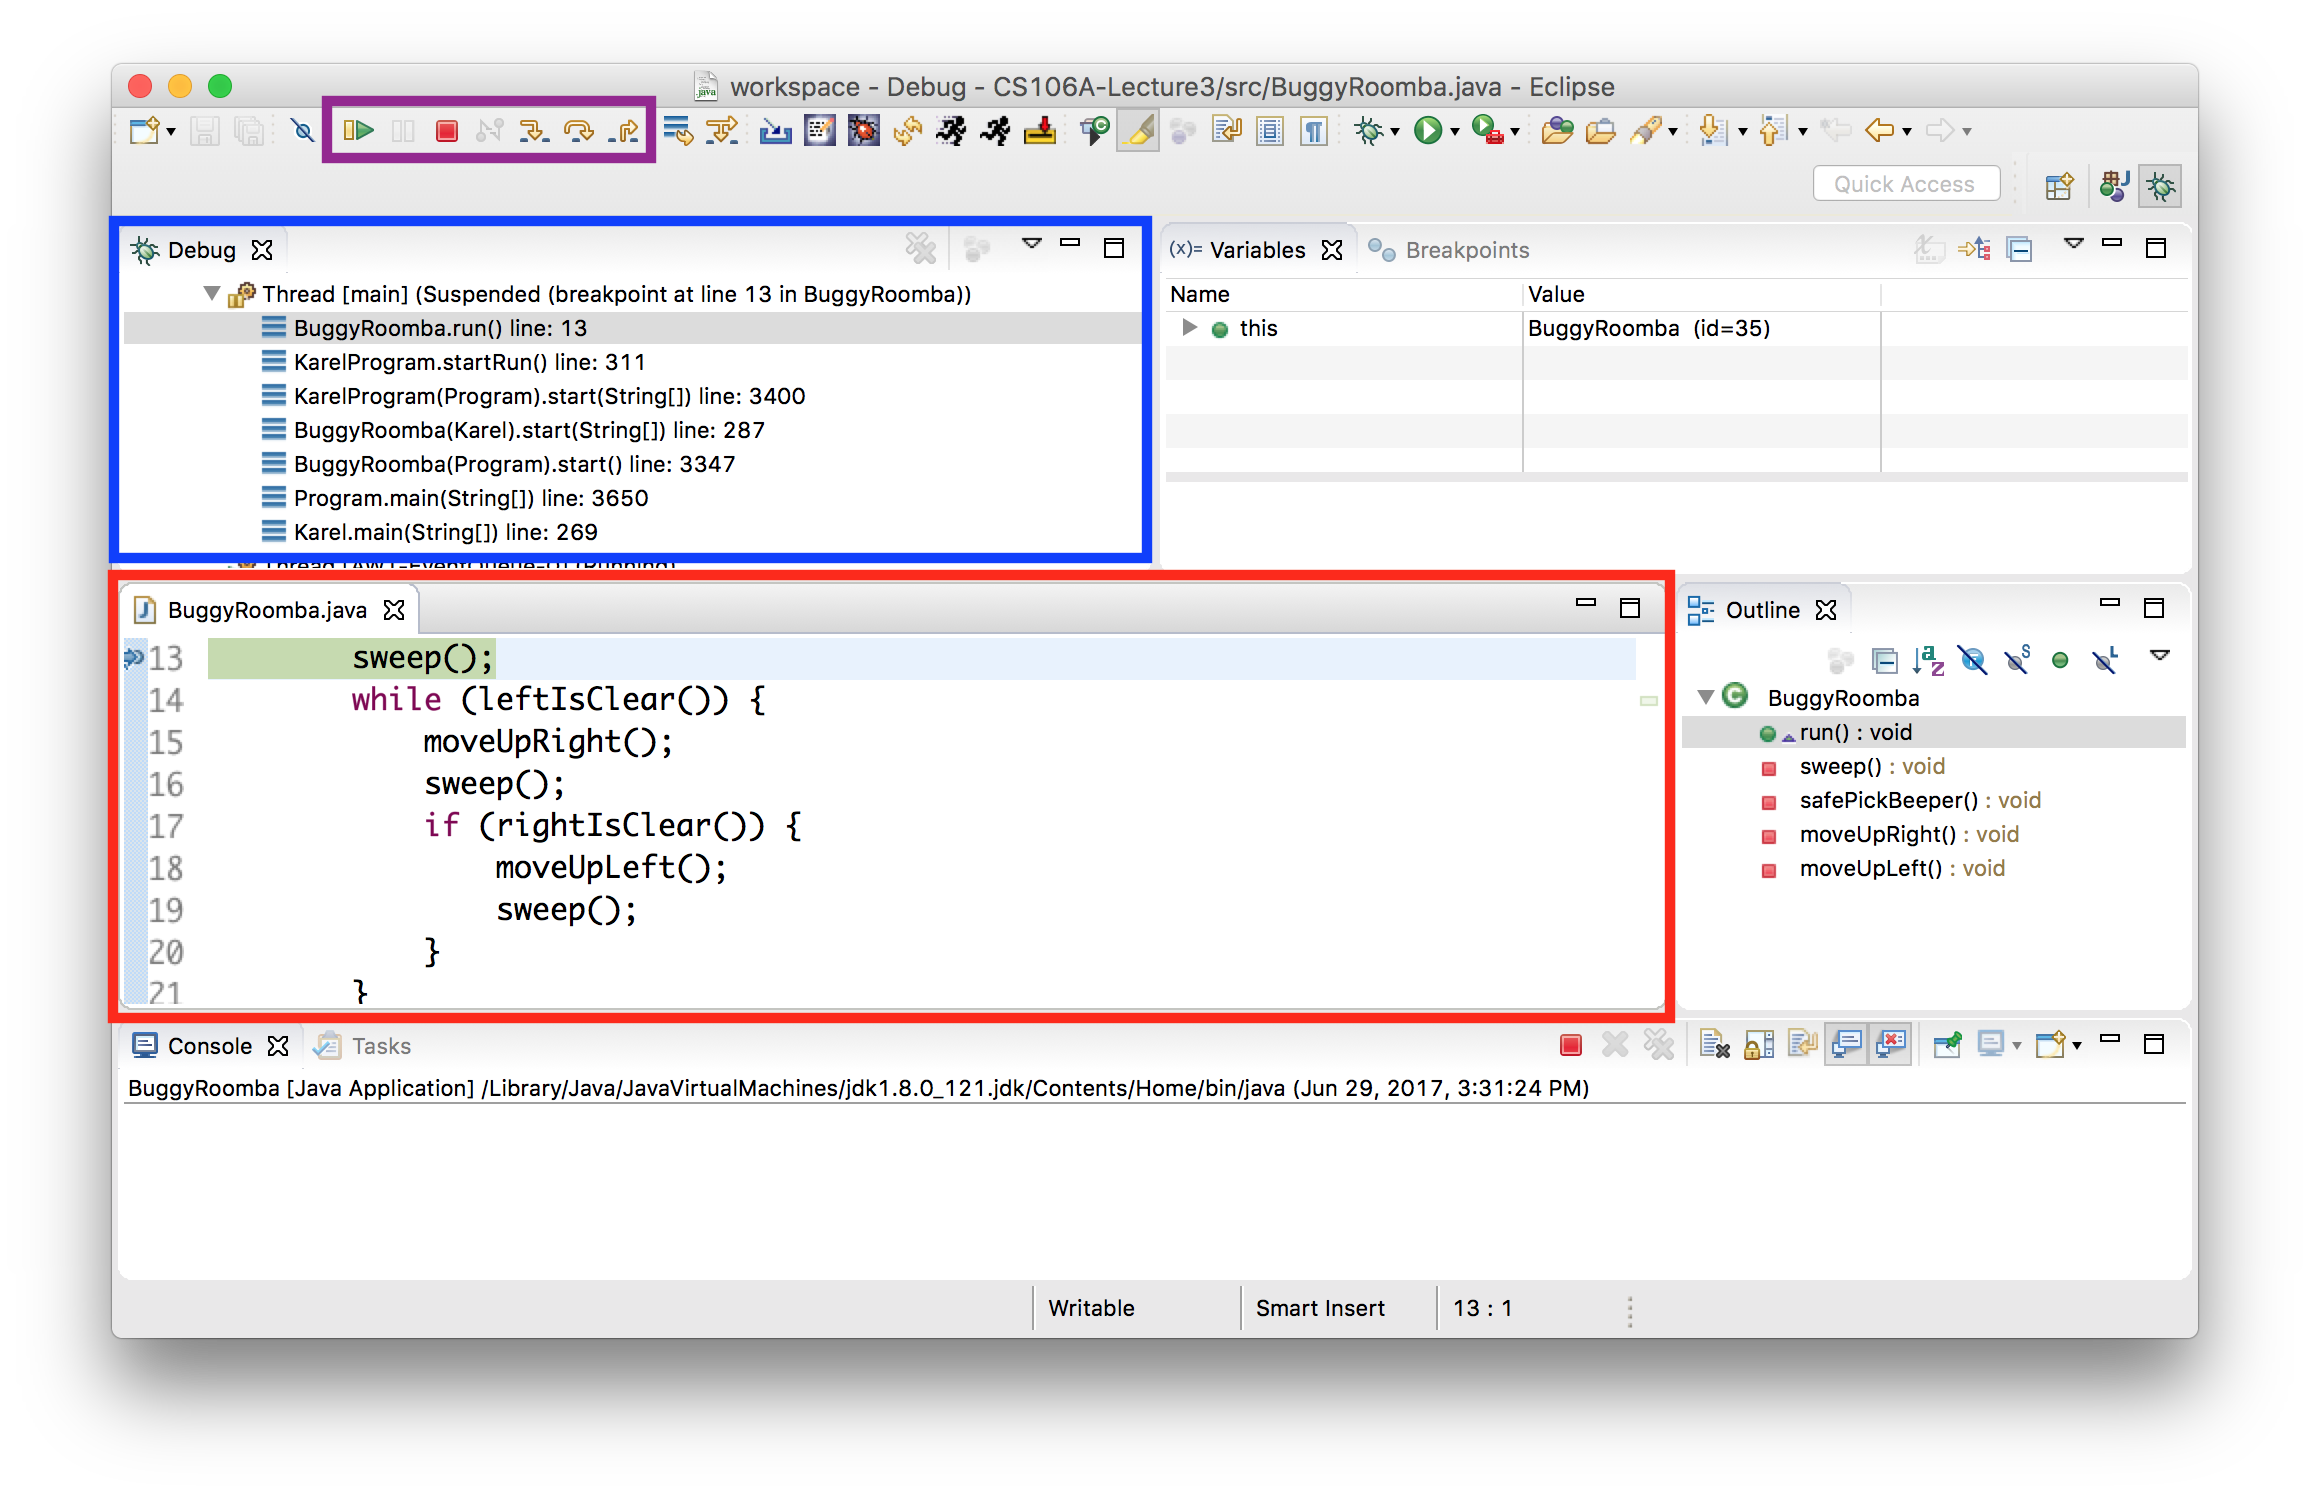 workspace - Debug - CS106A-Lecture3/src/BuggyRoomba.java - Eclipse
Quick Access
Debug
Thread [main] (Suspended (breakpoint at line 13 in BuggyRoomba))
BuggyRoomba.run() line: 13
KarelProgram.startRun() line: 311
KarelProgram(Program).start(String[]) line: 3400
BuggyRoomba(Karel).start(String[]) line: 287
BuggyRoomba(Program).start() line: 3347
Program.main(String[]) line: 3650
Karel.main(String[]) line: 269
Thread [AWT-EventQueue-0] (Running)
(x)= Variables Breakpoints
Name Value
this BuggyRoomba (id=35)
BuggyRoomba.java
13 sweep();
14 while (leftIsClear()) {
15 moveUpRight();
16 sweep();
17 if (rightIsClear()) {
18 moveUpLeft();
19 sweep();
20 }
21 }
Outline
BuggyRoomba
run() : void
sweep() : void
safePickBeeper() : void
moveUpRight() : void
moveUpLeft() : void
Console Tasks
BuggyRoomba [Java Application] /Library/Java/JavaVirtualMachines/jdk1.8.0_121.jdk/Contents/Home/bin/java (Jun 29, 2017, 3:31:24 PM)
Writable Smart Insert 13 : 1